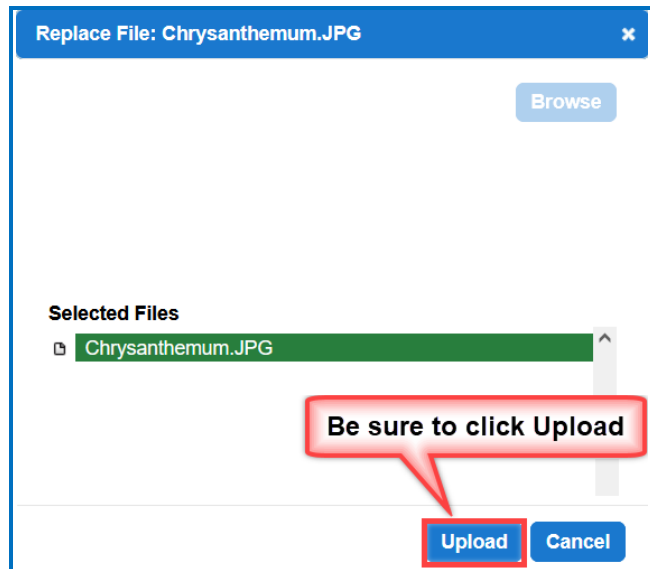 Replace File: Chrysanthemum.JPG
Browse
Selected Files
Chrysanthemum.JPG
Be sure to click Upload
Upload Cancel